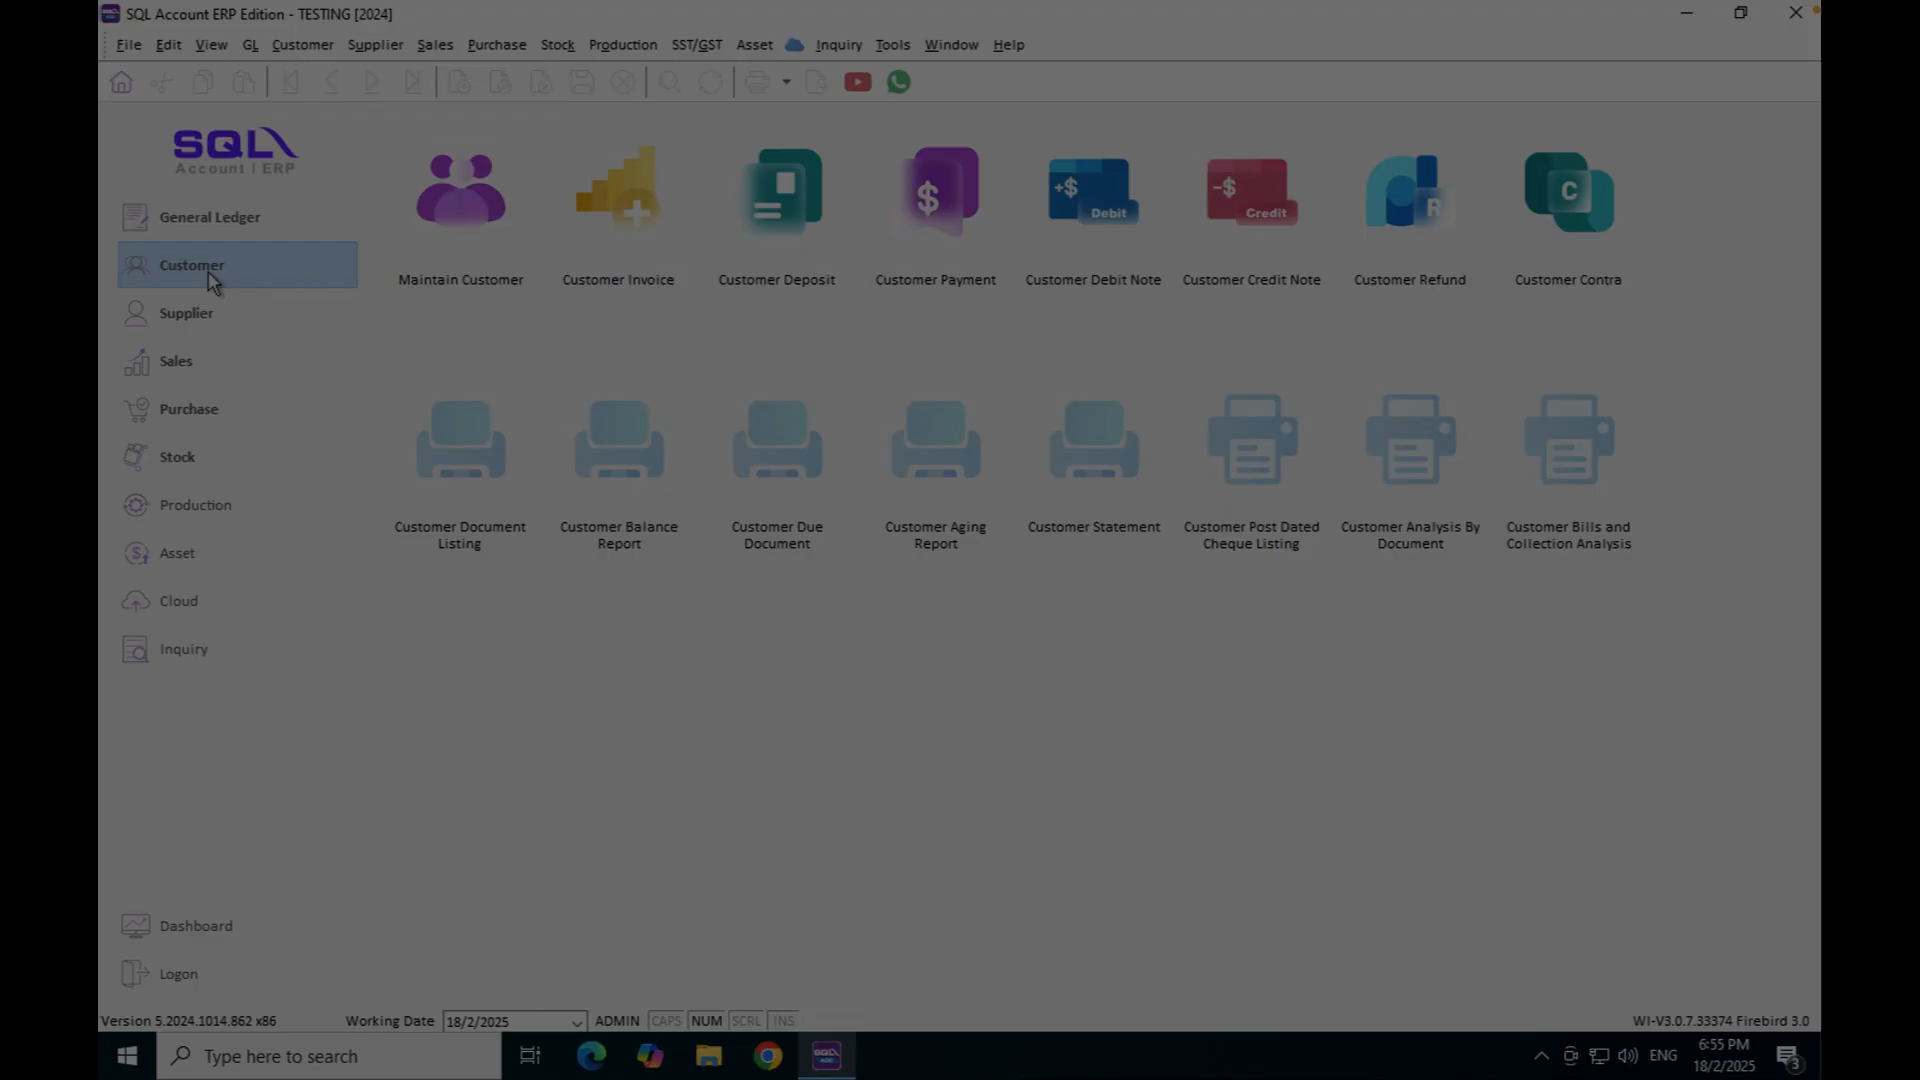 SQL Account ERP Edition - TESTING [2024]
File Edit View GL Customer Supplier Sales Purchase Stock Production SST/GST Asset Inquiry Tools Window Help
SQL
Account | ERP
General Ledger
Customer
Supplier
Sales
Purchase
Stock
Production
Asset
Cloud
Inquiry
Dashboard
Logon
$
+$
Debit
-$
Credit
R
C
Maintain Customer Customer Invoice Customer Deposit Customer Payment Customer Debit Note Customer Credit Note Customer Refund Customer Contra
Customer Document Listing
Customer Balance Report
Customer Due Document
Customer Aging Report
Customer Statement
Customer Post Dated Cheque Listing
Customer Analysis By Document
Customer Bills and Collection Analysis
Version 5.2024.1014.862 x86 Working Date 18/2/2025 ADMIN CAPS NUM SCRL INS WI-V3.0.7.33374 Firebird 3.0
Type here to search
SQL
ACC
ENG
6:55 PM
18/2/2025
3